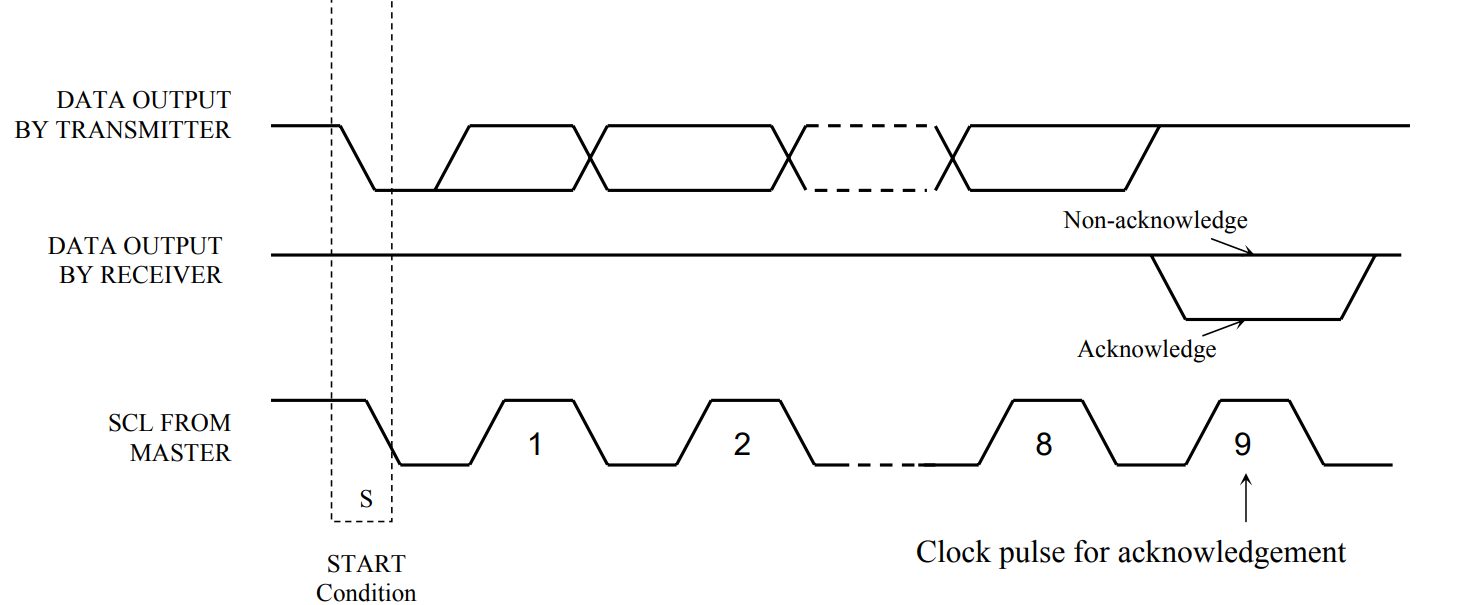 DATA OUTPUT
BY TRANSMITTER
Non-acknowledge
DATA OUTPUT
BY RECEIVER
Acknowledge
SCL FROM
MASTER
1
2
8
9
S
START
Condition
Clock pulse for acknowledgement